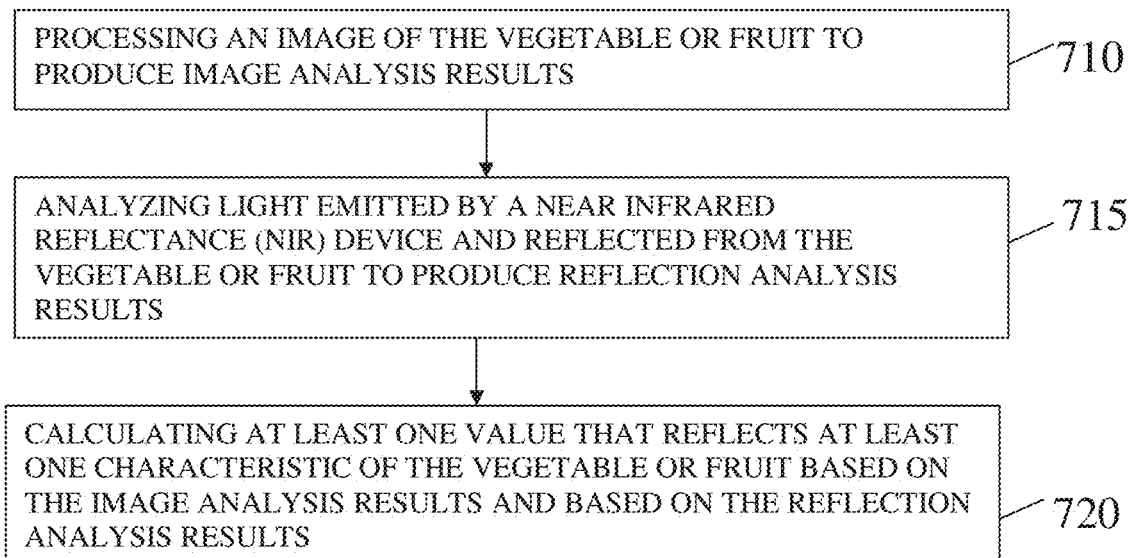 PROCESSING AN IMAGE OF THE VEGETABLE OR FRUIT TO
PRODUCE IMAGE ANALYSIS RESULTS
710
ANALYZING LIGHT EMITTED BY A NEAR INFRARED
REFLECTANCE (NIR) DEVICE AND REFLECTED FROM THE
VEGETABLE OR FRUIT TO PRODUCE REFLECTION ANALYSIS
RESULTS
715
CALCULATING AT LEAST ONE VALUE THAT REFLECTS AT LEAST
ONE CHARACTERISTIC OF THE VEGETABLE OR FRUIT BASED ON
THE IMAGE ANALYSIS RESULTS AND BASED ON THE REFLECTION
ANALYSIS RESULTS
720